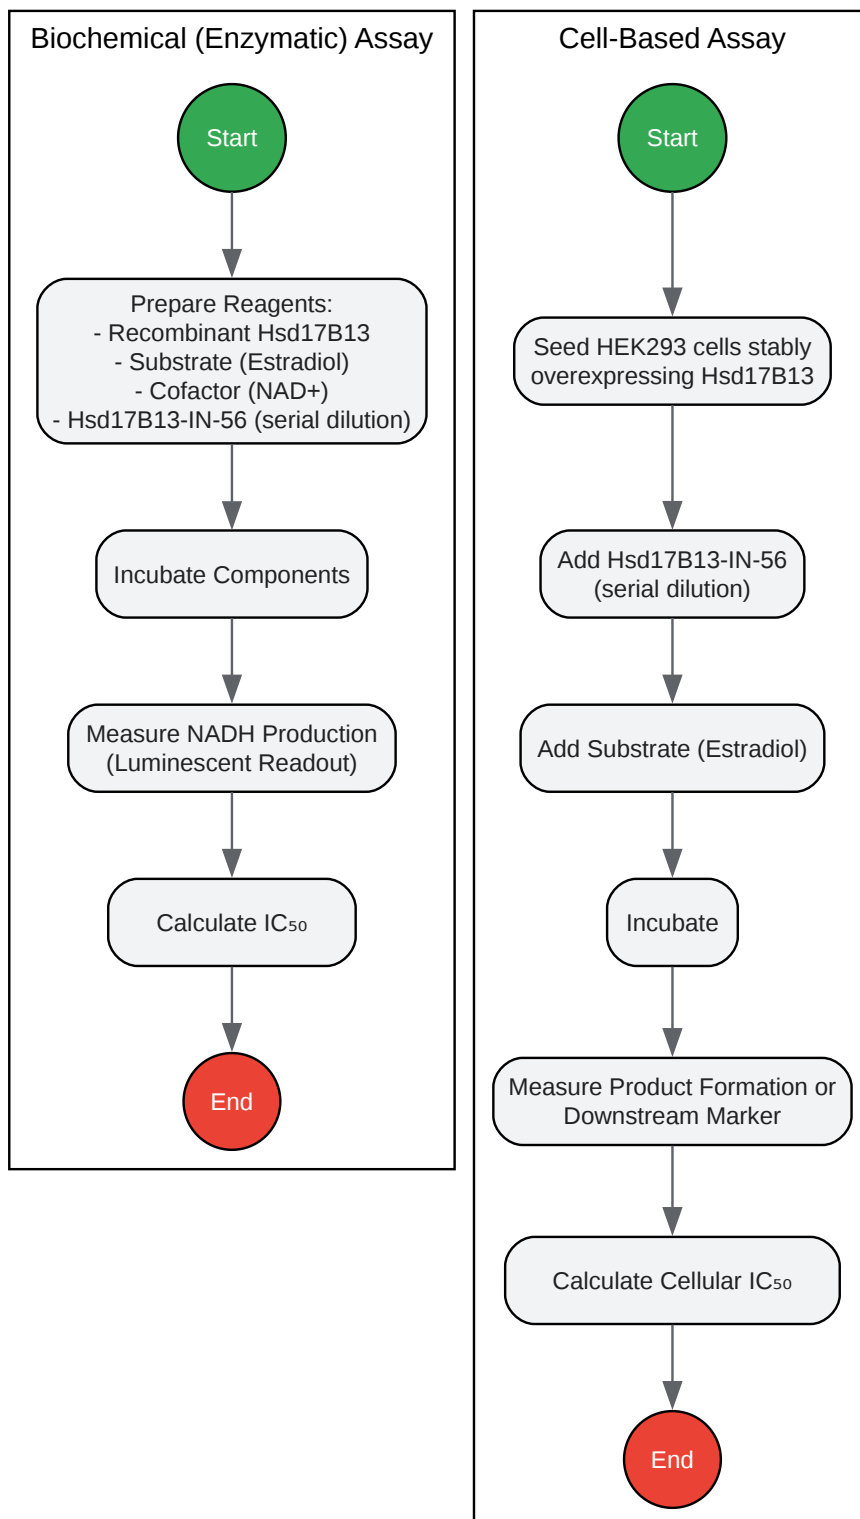 Biochemical (Enzymatic) Assay
Start
Prepare Reagents:
- Recombinant Hsd17B13
- Substrate (Estradiol)
- Cofactor (NAD+)
- Hsd17B13-IN-56 (serial dilution)
Incubate Components
Measure NADH Production
(Luminescent Readout)
Calculate IC₅₀
End
Cell-Based Assay
Start
Seed HEK293 cells stably
overexpressing Hsd17B13
Add Hsd17B13-IN-56
(serial dilution)
Add Substrate (Estradiol)
Incubate
Measure Product Formation or
Downstream Marker
Calculate Cellular IC₅₀
End